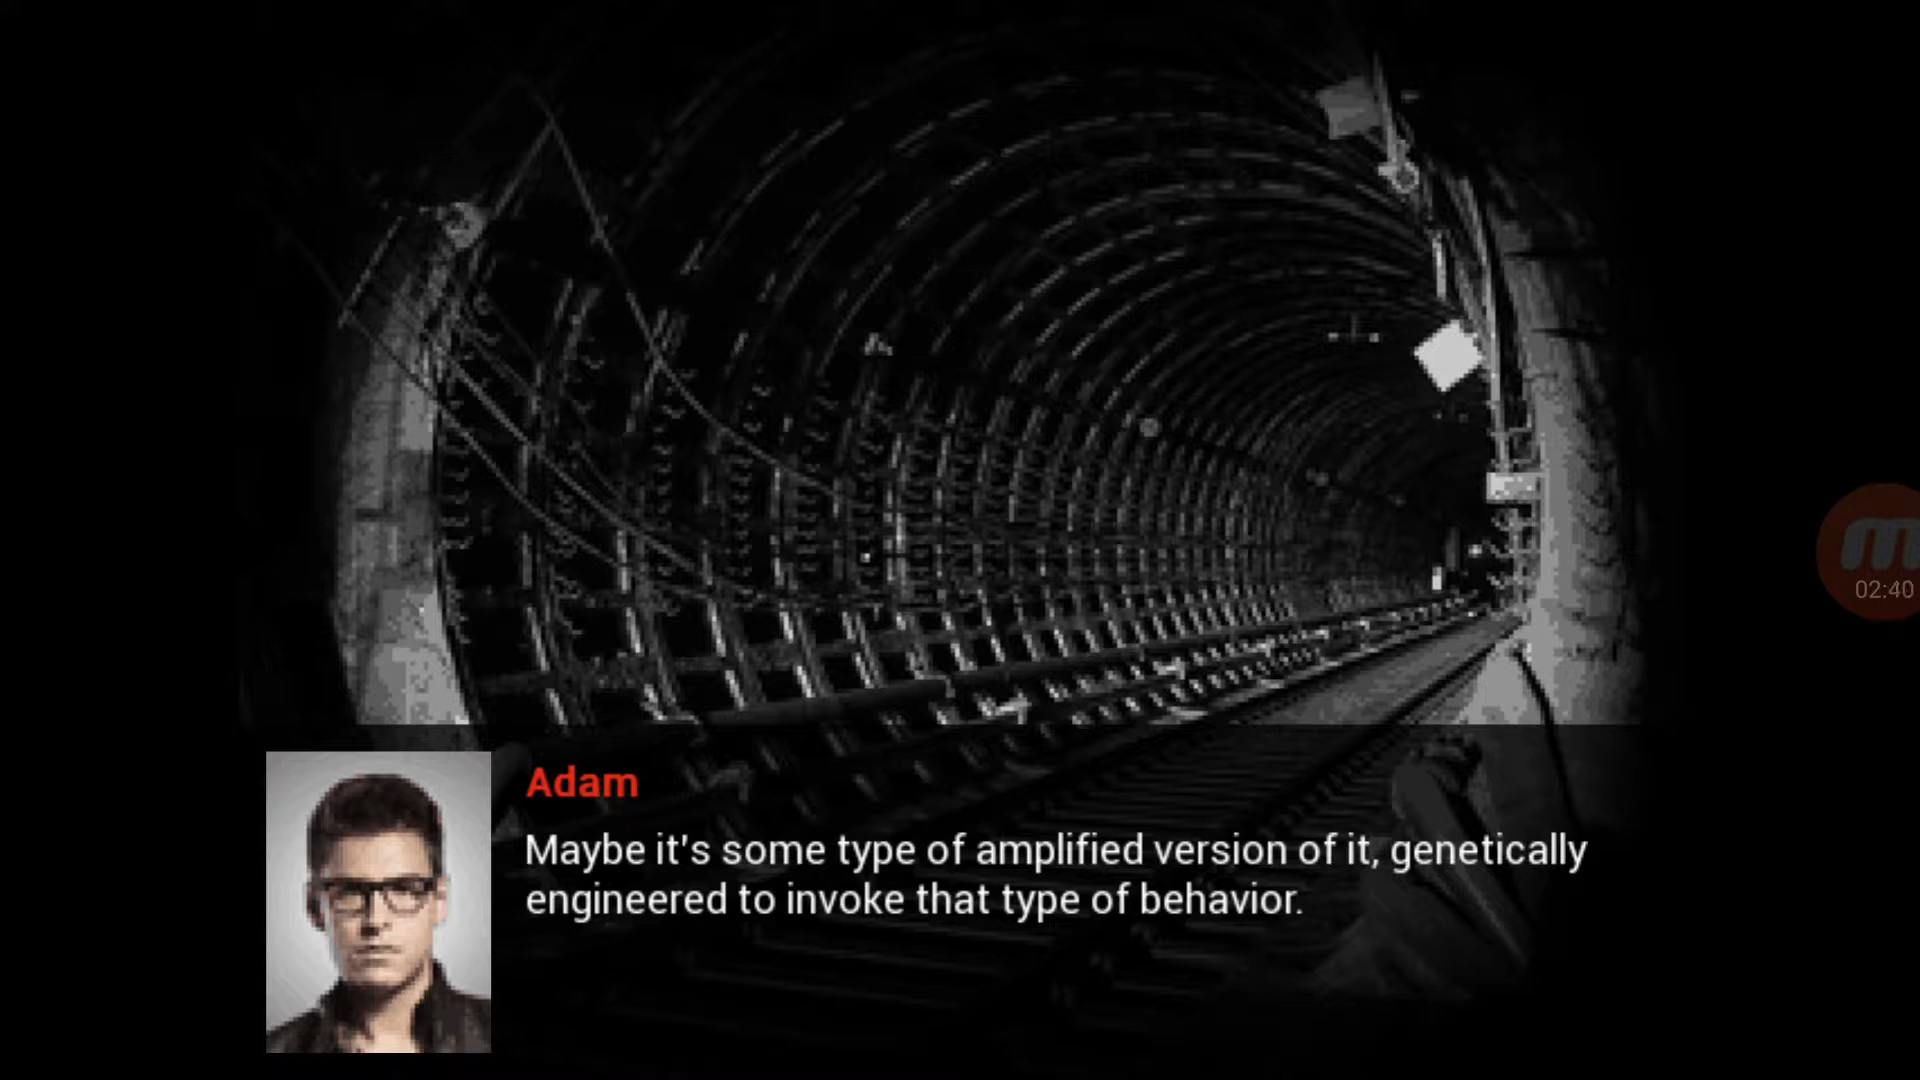 02:40
Adam
Maybe it's some type of amplified version of it, genetically
engineered to invoke that type of behavior.